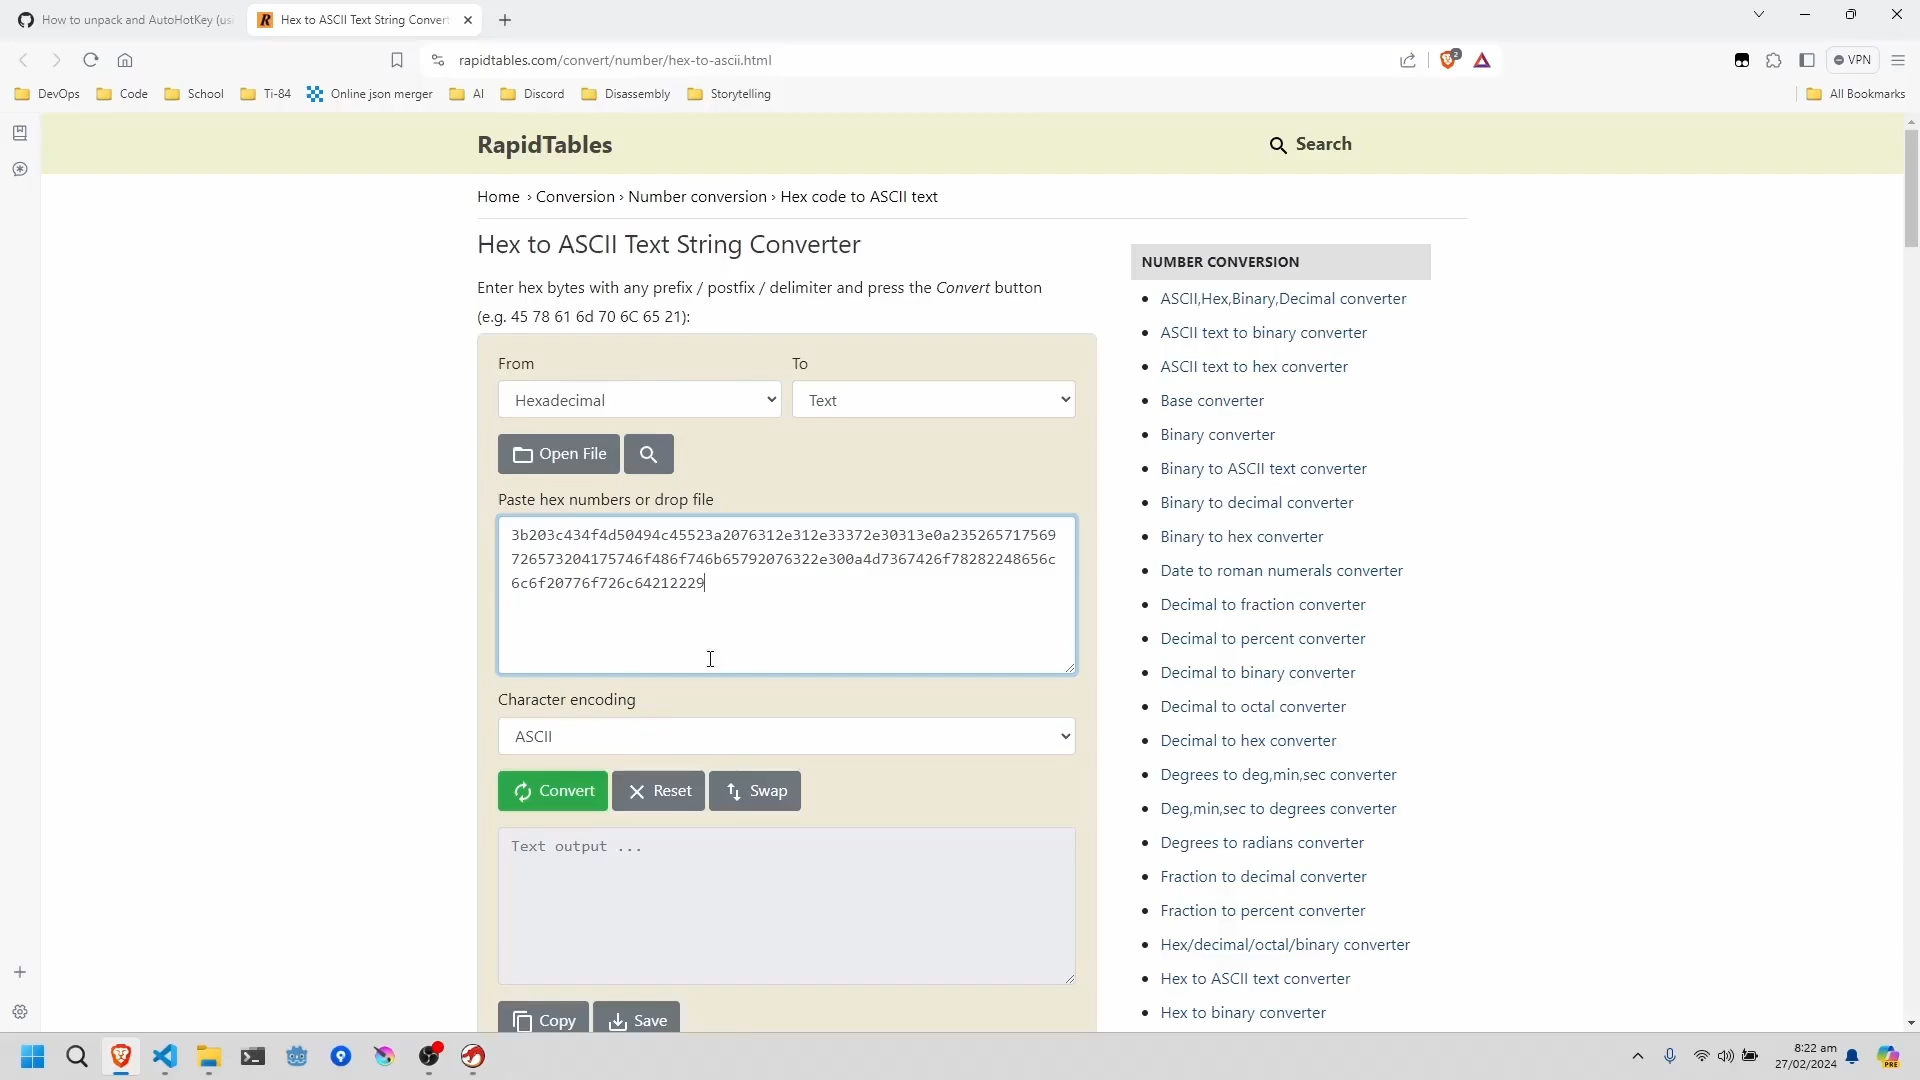 How to unpack and AutoHotKey (usi
Hex to ASCII Text String Convert
rapidtables.com/convert/number/hex-to-ascii.html
2
VPN
DevOps
Code
School
Ti-84
Online json merger
AI
Discord
Disassembly
Storytelling
All Bookmarks
RapidTables
Search
Home › Conversion › Number conversion › Hex code to ASCII text
Hex to ASCII Text String Converter
Enter hex bytes with any prefix / postfix / delimiter and press the Convert button
(e.g. 45 78 61 6d 70 6C 65 21):
From
To
Hexadecimal
Text
Open File
Paste hex numbers or drop file
3b203c434f4d50494c45523a2076312e312e33372e30313e0a235265717569
726573204175746f486f746b65792076322e300a4d7367426f78282248656c
6c6f20776f726c64212229
Character encoding
ASCII
Convert
Reset
Swap
Text output ...
Copy
Save
NUMBER CONVERSION
ASCII,Hex,Binary,Decimal converter
ASCII text to binary converter
ASCII text to hex converter
Base converter
Binary converter
Binary to ASCII text converter
Binary to decimal converter
Binary to hex converter
Date to roman numerals converter
Decimal to fraction converter
Decimal to percent converter
Decimal to binary converter
Decimal to octal converter
Decimal to hex converter
Degrees to deg,min,sec converter
Deg,min,sec to degrees converter
Degrees to radians converter
Fraction to decimal converter
Fraction to percent converter
Hex/decimal/octal/binary converter
Hex to ASCII text converter
Hex to binary converter
8:22 am
27/02/2024
PRE